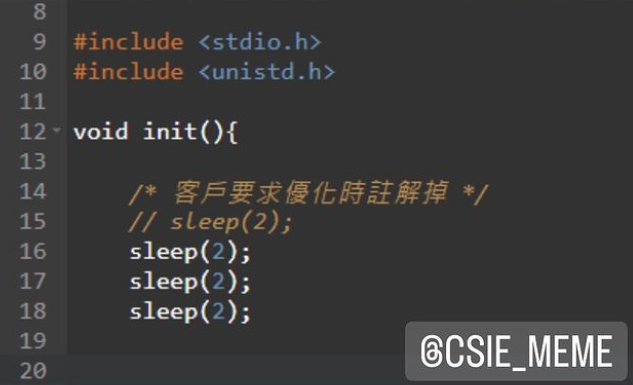 8
9 #include <stdio.h>
10 #include <unistd.h>
11
12 void init(){
13
14 /* 客戶要求優化時註解掉 */
15 // sleep(2);
16 sleep(2);
17 sleep(2);
18 sleep(2);
19
20
@CSIE_MEME